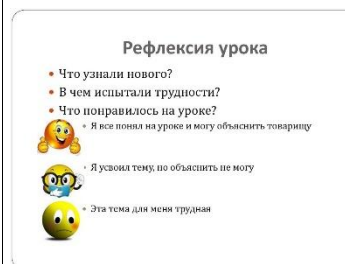 Рефлексия урока
Что узнали нового?
В чем испытали трудности?
Что понравилось на уроке?
Я все понял на уроке и могу объяснить товарищу
Я усвоил тему, но объяснить не могу
Эта тема для меня трудная